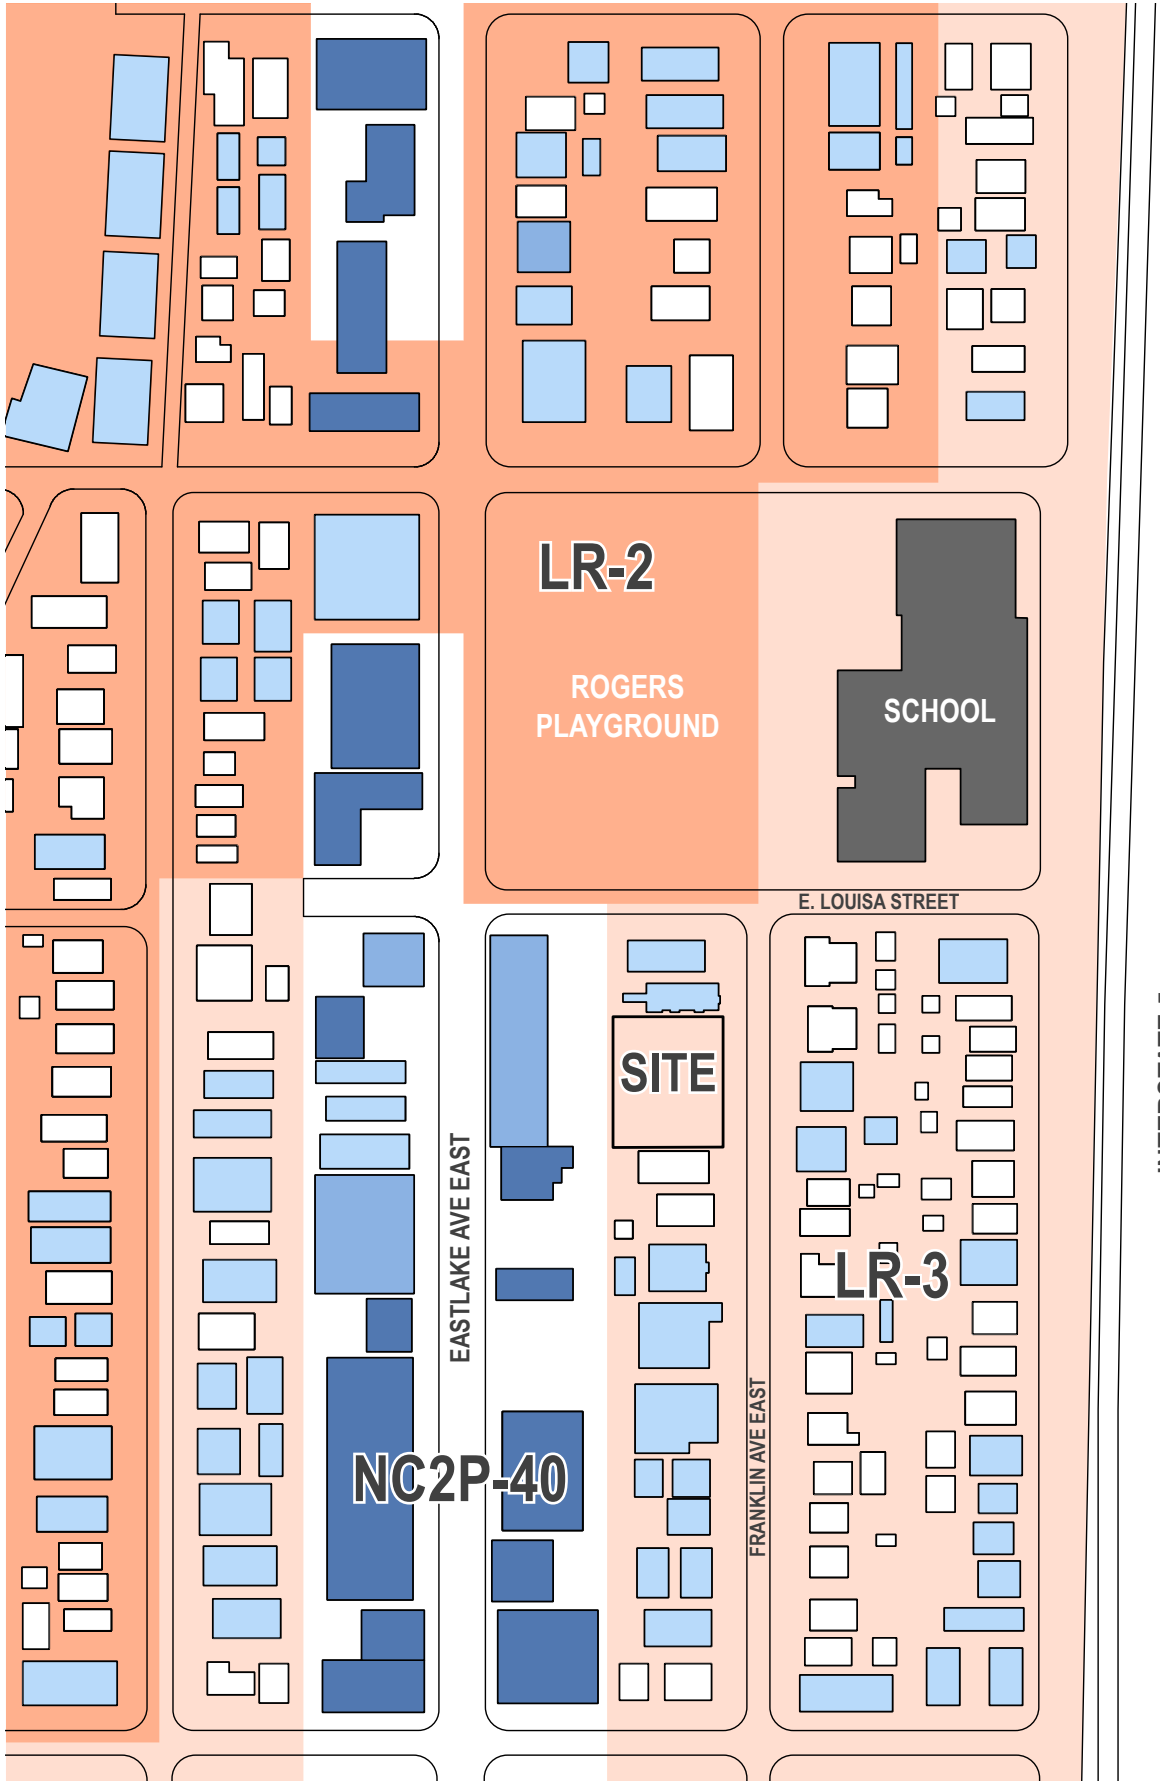 LR-2
ROGERS
PLAYGROUND
SCHOOL
E. LOUISA STREET
SITE
EASTLAKE AVE EAST
LR-3
FRANKLIN AVE EAST
NC2P-40